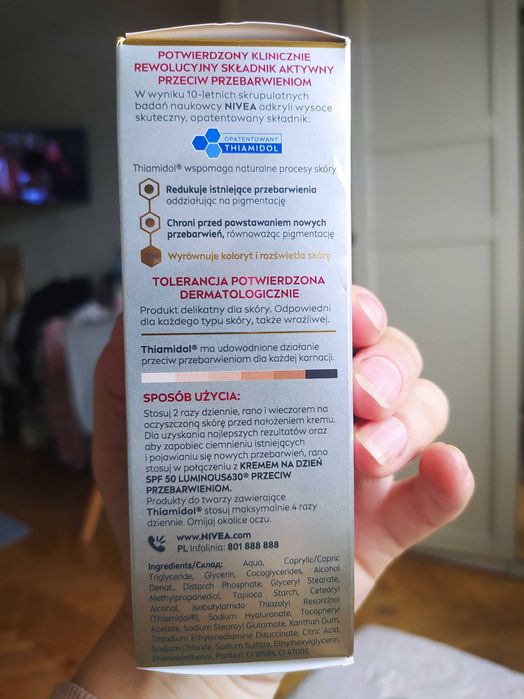 POTWIERDZONY KLINICZNIE
REWOLUCYJNY SKŁADNIK AKTYWNY
PRZECIW PRZEBARWIENIOM
W wyniku 10-letnich skrupulatnych
badań naukowcy NIVEA odkryli wysoce
skuteczny, opatentowany składnik:
OPATENTOWANY
THIAMIDOL
Thiamidol® wspomaga naturalne procesy skóry
Redukuje istniejące przebarwienia
oddziałując na pigmentację
Chroni przed powstawaniem nowych
przebarwień, równoważąc pigmentację
Wyrównuje koloryt i rozświetla skórę
TOLERANCJA POTWIERDZONA
DERMATOLOGICZNIE
Produkt delikatny dla skóry. Odpowiedni
dla każdego typu skóry, także wrażliwej.
Thiamidol® ma udowodnione działanie
przeciw przebarwieniom dla każdej karnacji.
SPOSÓB UŻYCIA:
Stosuj 2 razy dziennie, rano i wieczorem na
oczyszczoną skórę przed nałożeniem kremu.
Dla uzyskania najlepszych rezultatów oraz
aby zapobiec ciemnieniu istniejących
i pojawianiu się nowych przebarwień, rano
stosuj w połączeniu z KREMEM NA DZIEŃ
SPF 50 LUMINOUS630® PRZECIW
PRZEBARWIENIOM.
Produkty do twarzy zawierające
Thiamidol® stosuj maksymalnie 4 razy
dziennie. Omijaj okolice oczu.
www.NIVEA.com
PL Infolinia: 801 888 888
Ingredients/Склад: Aqua, Caprylic/Capric
Triglyceride, Glycerin, Cocoglycerides, Alcohol
Denat., Distarch Phosphate, Glyceryl Stearate,
Methylpropanediol, Tapioca Starch, Cetearyl
Alcohol, Isobutylamido Thiazolyl Resorcinol
(Thiamidol®), Sodium Hyaluronate, Tocopheryl
Acetate, Sodium Stearoyl Glutamate, Xanthan Gum,
Trisodium Ethylenediamine Disuccinate, Citric Acid,
Sodium Chloride, Sodium Sulfate, Ethylhexylglycerin,
Phenoxyethanol, Parfum, CI 15985, CI 47005